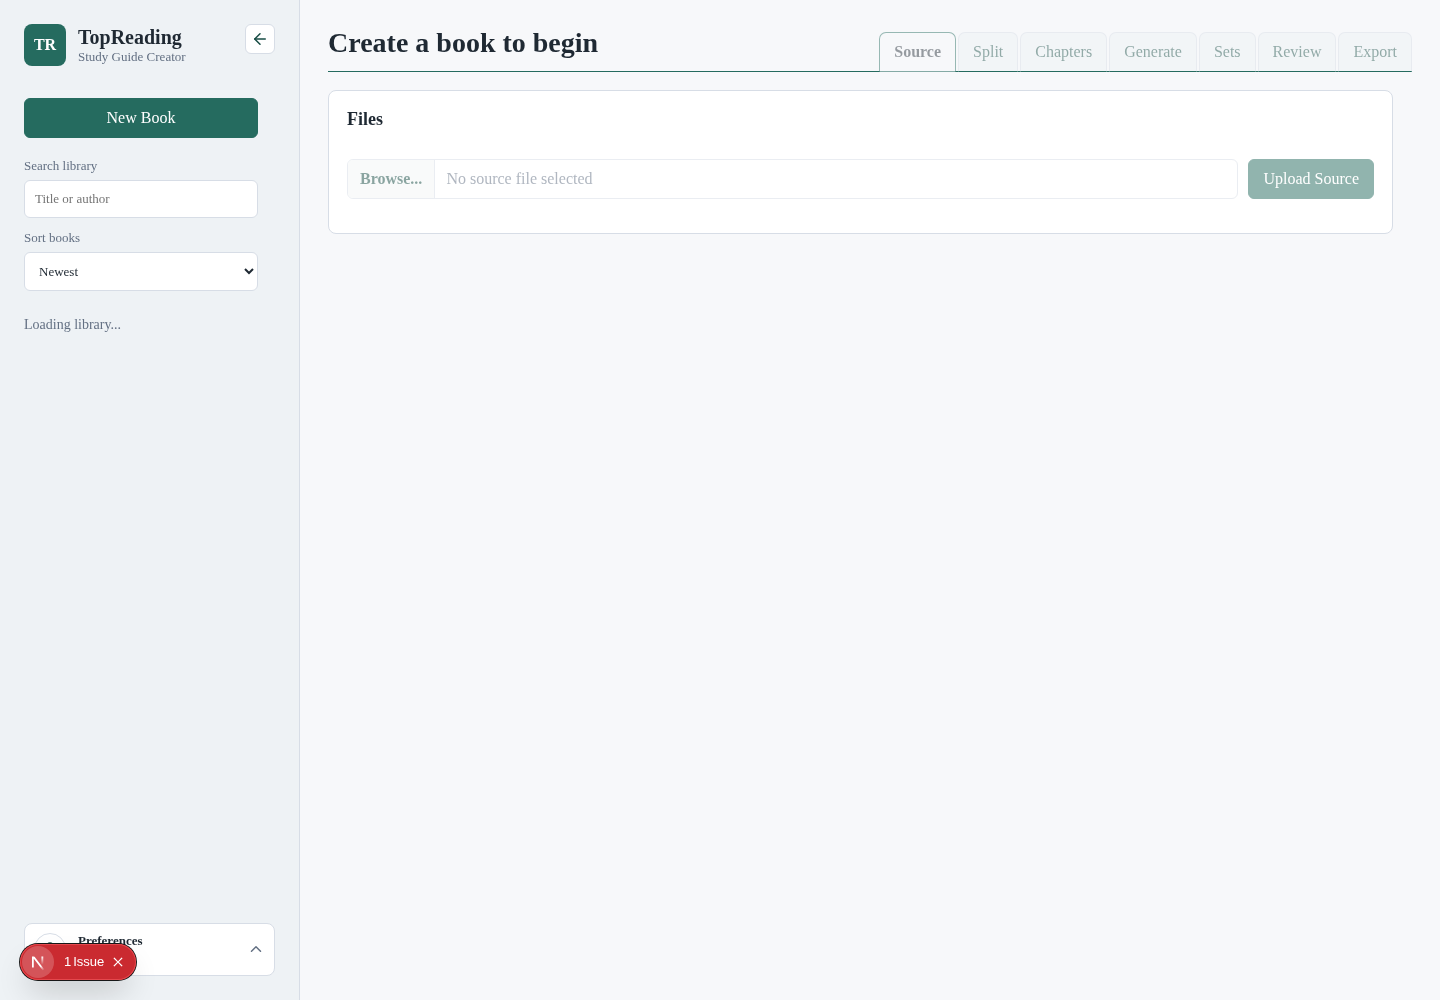 TR
TopReading
Study Guide Creator
New Book
Search library
Title or author
Sort books
Newest
Loading library...
Preferences
1 Issue
Create a book to begin
Source
Split
Chapters
Generate
Sets
Review
Export
Files
Browse...
No source file selected
Upload Source